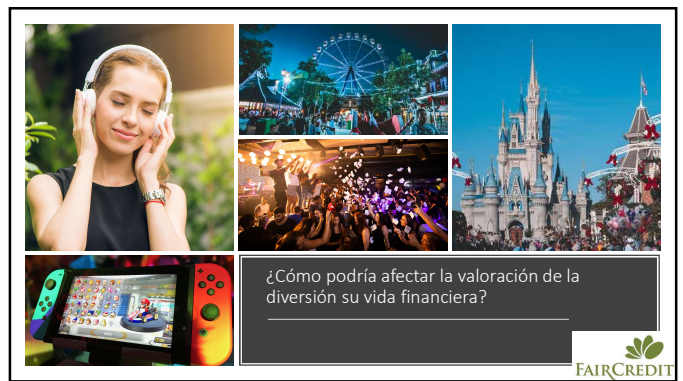 ¿Cómo podría afectar la valoración de la
diversión su vida financiera?
FAIRCREDIT